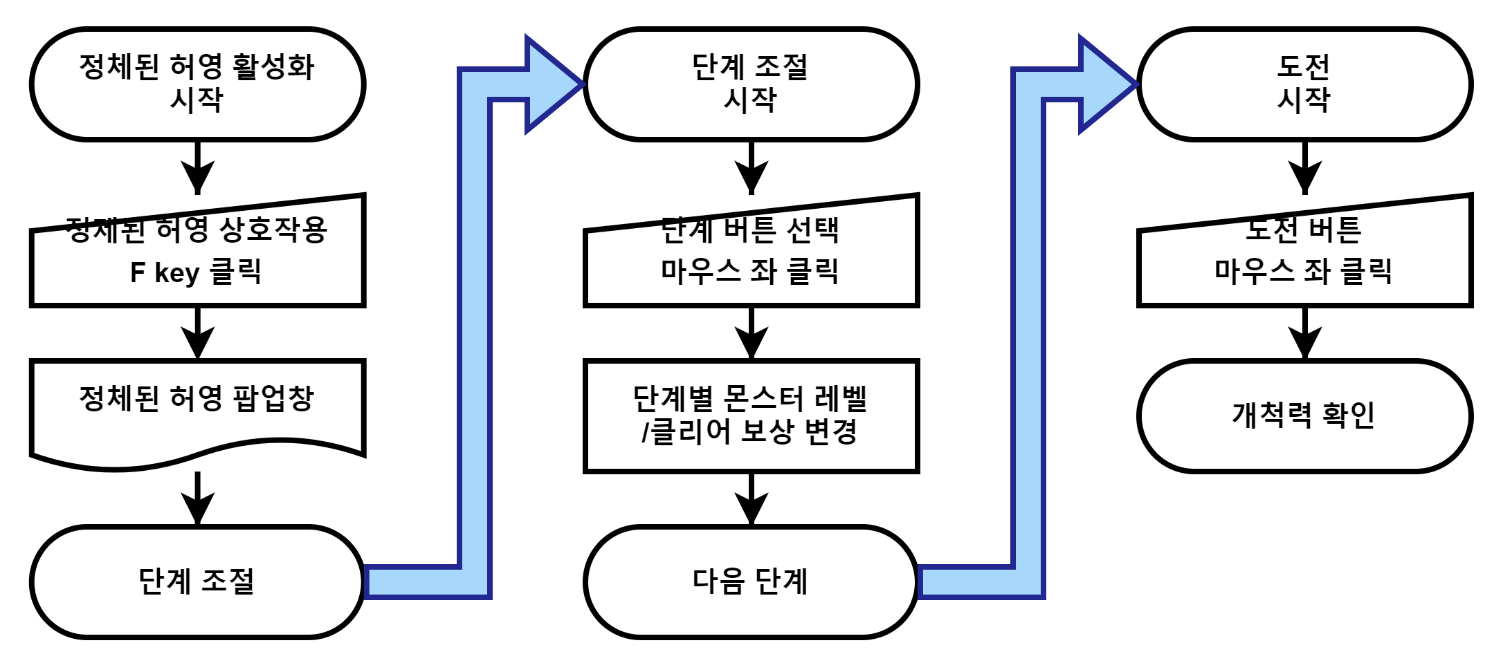 정체된 허영 활성화
시작
정체된 허영 상호작용
F key 클릭
정체된 허영 팝업창
단계 조절
단계 조절
시작
단계 버튼 선택
마우스 좌 클릭
단계별 몬스터 레벨
/클리어 보상 변경
다음 단계
도전
시작
도전 버튼
마우스 좌 클릭
개척력 확인